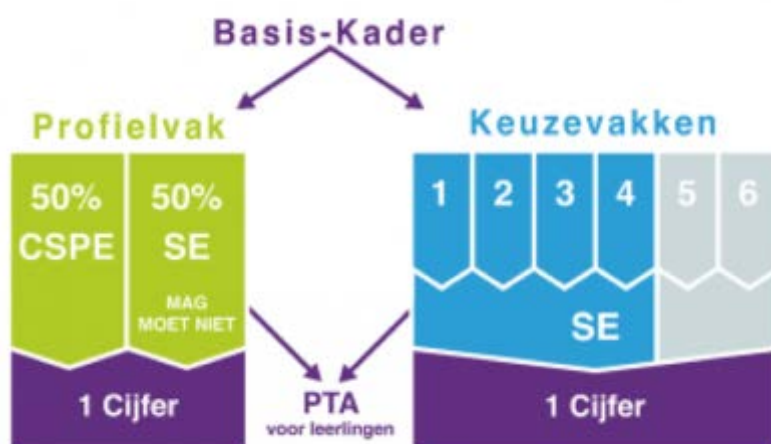 Basis-Kader
Profielvak
50%
CSPE
50%
SE
MAG
MOET NIET
1 Cijfer
PTA
voor leerlingen
Keuzevakken
1 2 3 4 5 6
SE
1 Cijfer